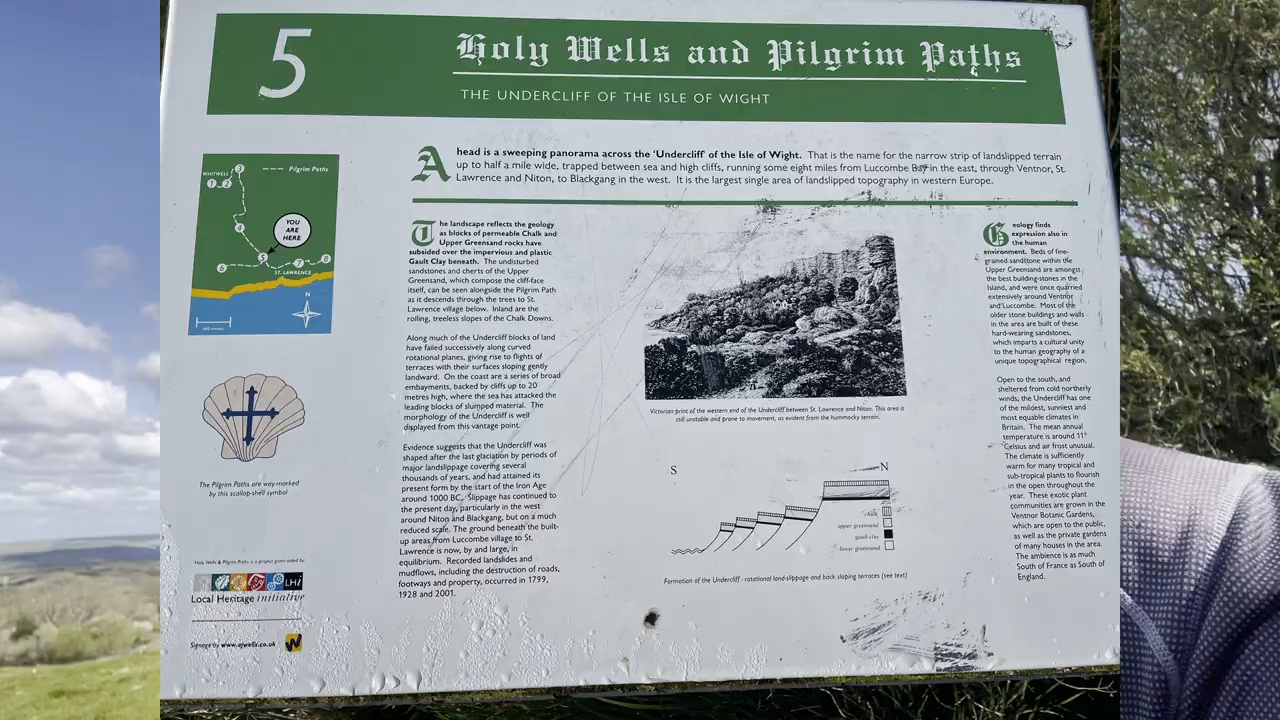 5
Holy Wells and Pilgrim Paths
THE UNDERCLIFF OF THE ISLE OF WIGHT
Ahead is a sweeping panorama across the 'Undercliff' of the Isle of Wight. That is the name for the narrow strip of landslipped terrain
up to half a mile wide, trapped between sea and high cliffs, running some eight miles from Luccombe Bay in the east, through Ventnor, St.
Lawrence and Niton, to Blackgang in the west. It is the largest single area of landslipped topography in western Europe.
Pilgrim Paths
WHITWELL
3
1
2
4
YOU
ARE
HERE
5
6
7
8
ST. LAWRENCE
N
The Pilgrim Paths are way-marked
by this scallop-shell symbol
Holy Wells & Pilgrim Paths is a project grant aided by:
LHi
Local Heritage initiative
Signage by www.ajwells.co.uk
W
The landscape reflects the geology
as blocks of permeable Chalk and
Upper Greensand rocks have
subsided over the impervious and plastic
Gault Clay beneath. The undisturbed
sandstones and cherts of the Upper
Greensand, which compose the cliff-face
itself, can be seen alongside the Pilgrim Path
as it descends through the trees to St.
Lawrence village below. Inland are the
rolling, treeless slopes of the Chalk Downs.
Along much of the Undercliff blocks of land
have failed successively along curved
rotational planes, giving rise to flights of
terraces with their surfaces sloping gently
landward. On the coast are a series of broad
embayments, backed by cliffs up to 20
metres high, where the sea has attacked the
leading blocks of slumped material. The
morphology of the Undercliff is well
displayed from this vantage point.
Evidence suggests that the Undercliff was
shaped after the last glaciation by periods of
major landslipping covering several
thousands of years, and had attained its
present form by the start of the Iron Age
around 1000 BC. Slippage has continued to
the present day, particularly in the west
around Niton and Blackgang, but on a much
reduced scale. The ground beneath the built-
up areas from Luccombe village to St.
Lawrence is now, by and large, in
equilibrium. Recorded landslides and
mudflows, including the destruction of roads,
footways and property, occurred in 1799,
1928 and 2001.
Victorian print of the western end of the Undercliff between St. Lawrence and Niton. This area is
still unstable and prone to movement, as evident from the hummocky terrain.
S
N
chalk
upper greensand
gault clay
lower greensand
Formation of the Undercliff - rotational land-slippage and back sloping terraces (see text)
Geology finds
expression also in
the human
environment. Beds of fine-
grained sandstone within the
Upper Greensand are amongst
the best building-stones in the
Island, and were once quarried
extensively around Ventnor
and Luccombe. Most of the
older stone buildings and walls
in the area are built of these
hard-wearing sandstones,
which imparts a cultural unity
to the human geography of a
unique topographical region.
Open to the south, and
sheltered from cold northerly
winds, the Undercliff has one
of the mildest, sunniest and
most equable climates in
Britain. The mean annual
temperature is around 11°
Celsius and air frost unusual.
The climate is sufficiently
warm for many tropical and
sub-tropical plants to flourish
in the open throughout the
year. These exotic plant
communities are grown in the
Ventnor Botanic Gardens,
which are open to the public,
as well as the private gardens
of many houses in the area.
The ambience is as much
South of France as South of
England.